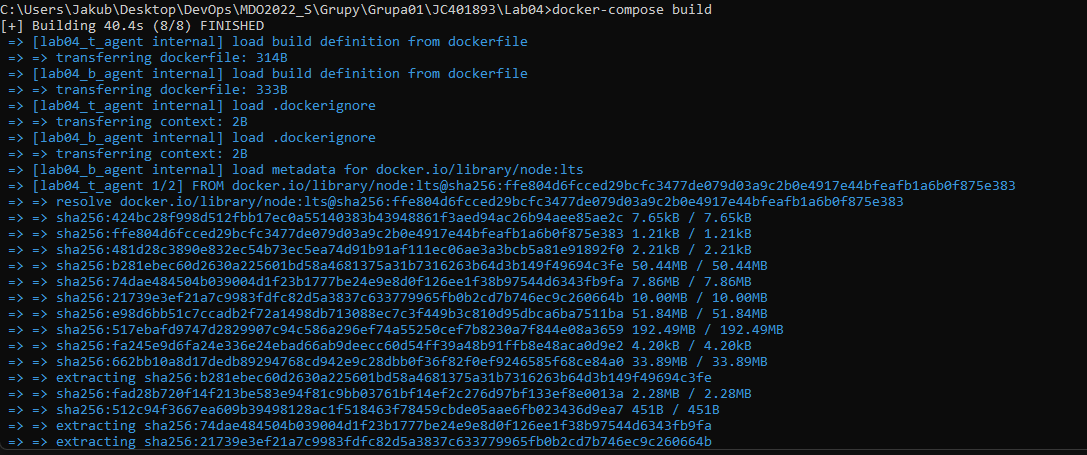 C:\Users\Jakub\Desktop\DevOps\MDO2022_S\Grupy\Grupa01\JC401893\Lab04>docker-compose build
[+] Building 40.4s (8/8) FINISHED
=> [lab04_t_agent internal] load build definition from dockerfile
=> => transferring dockerfile: 314B
=> [lab04_b_agent internal] load build definition from dockerfile
=> => transferring dockerfile: 333B
=> [lab04_t_agent internal] load .dockerignore
=> => transferring context: 2B
=> [lab04_b_agent internal] load .dockerignore
=> => transferring context: 2B
=> [lab04_b_agent internal] load metadata for docker.io/library/node:lts
=> [lab04_t_agent 1/2] FROM docker.io/library/node:lts@sha256:ffe804d6fcced29bcfc3477de079d03a9c2b0e4917e44bfeafb1a6b0f875e383
=> => resolve docker.io/library/node:lts@sha256:ffe804d6fcced29bcfc3477de079d03a9c2b0e4917e44bfeafb1a6b0f875e383
=> => sha256:424bc28f998d512fbb17ec0a55140383b43948861f3aed94ac26b94aee85ae2c 7.65kB / 7.65kB
=> => sha256:ffe804d6fcced29bcfc3477de079d03a9c2b0e4917e44bfeafb1a6b0f875e383 1.21kB / 1.21kB
=> => sha256:481d28c3890e832ec54b73ec5ea74d91b91af111ec06ae3a3bcb5a81e91892f0 2.21kB / 2.21kB
=> => sha256:b281ebec60d2630a225601bd58a4681375a31b7316263b64d3b149f49694c3fe 50.44MB / 50.44MB
=> => sha256:74dae484504b039004d1f23b1777be24e9e8d0f126ee1f38b97544d6343fb9fa 7.86MB / 7.86MB
=> => sha256:21739e3ef21a7c9983fdfc82d5a3837c633779965fb0b2cd7b746ec9c260664b 10.00MB / 10.00MB
=> => sha256:e98d6bb51c7ccadb2f72a1498db713088ec7c3f449b3c810d95dbca6ba7511ba 51.84MB / 51.84MB
=> => sha256:517ebafd9747d2829907c94c586a296ef74a55250cef7b8230a7f844e08a3659 192.49MB / 192.49MB
=> => sha256:fa245e9d6fa24e336e24ebad66ab9deecc60d54ff39a48b91ffb8e48aca0d9e2 4.20kB / 4.20kB
=> => sha256:662bb10a8d17dedb89294768cd942e9c28dbb0f36f82f0ef9246585f68ce84a0 33.89MB / 33.89MB
=> => extracting sha256:b281ebec60d2630a225601bd58a4681375a31b7316263b64d3b149f49694c3fe
=> => sha256:fad28b720f14f213be583e94f81c9bb03761bf14ef2c276d97bf133ef8e0013a 2.28MB / 2.28MB
=> => sha256:512c94f3667ea609b39498128ac1f518463f78459cbde05aae6fb023436d9ea7 451B / 451B
=> => extracting sha256:74dae484504b039004d1f23b1777be24e9e8d0f126ee1f38b97544d6343fb9fa
=> => extracting sha256:21739e3ef21a7c9983fdfc82d5a3837c633779965fb0b2cd7b746ec9c260664b